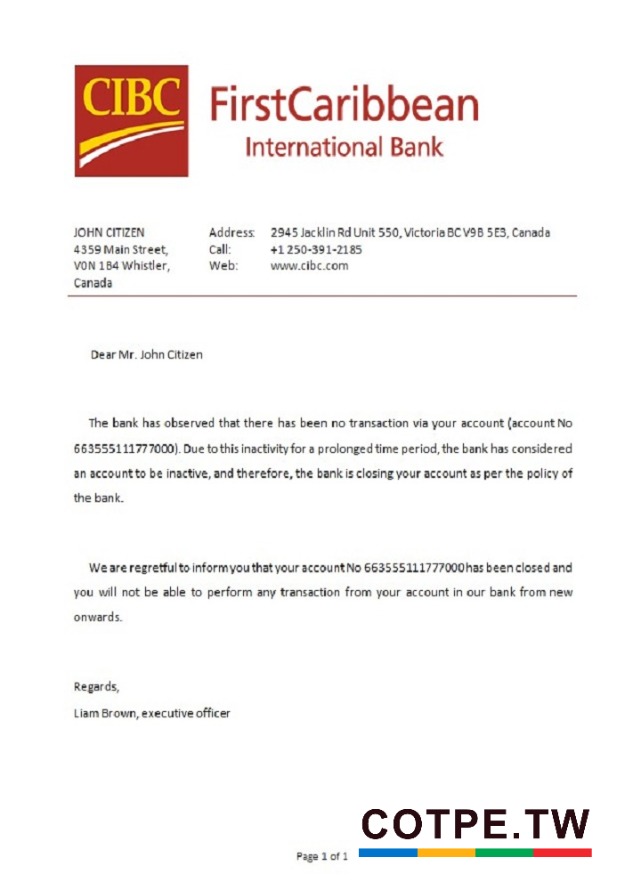 CIBC
FirstCaribbean
International Bank
JOHN CITIZEN
4359 Main Street,
V0N 1B4 Whistler,
Canada
Address: 2945 Jacklin Rd Unit 550, Victoria BC V9B 5E3, Canada
Call: +1 250-391-2185
Web: www.cibc.com
Dear Mr. John Citizen
The bank has observed that there has been no transaction via your account (account No
663555111777000). Due to this inactivity for a prolonged time period, the bank has considered
an account to be inactive, and therefore, the bank is closing your account as per the policy of
the bank.
We are regretful to inform you that your account No 663555111777000 has been closed and
you will not be able to perform any transaction from your account in our bank from new
onwards.
Regards,
Liam Brown, executive officer
COTPE.TW
Page 1 of 1